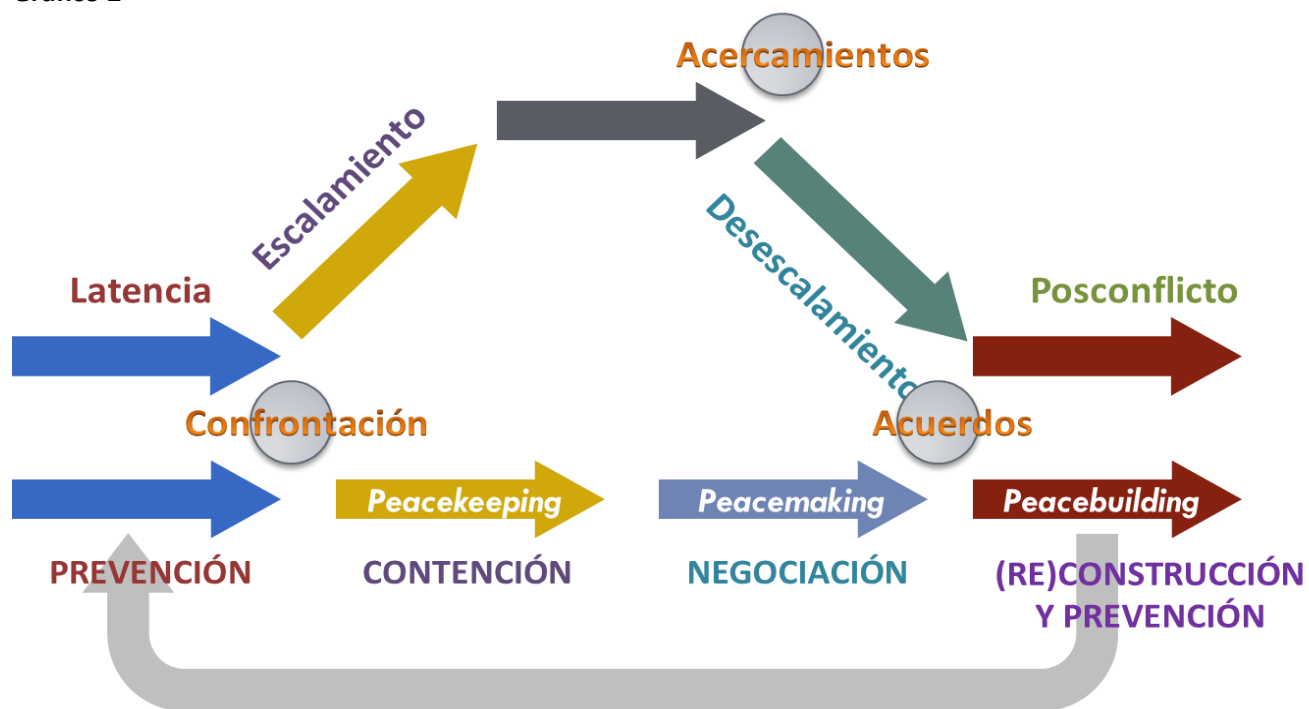 Acercamientos
Escalamiento
Desescalamiento
Latencia
Posconflicto
Confrontación
Acuerdos
Peacekeeping
Peacemaking
Peacebuilding
PREVENCIÓN
CONTENCIÓN
NEGOCIACIÓN
(RE)CONSTRUCCIÓN
Y PREVENCIÓN